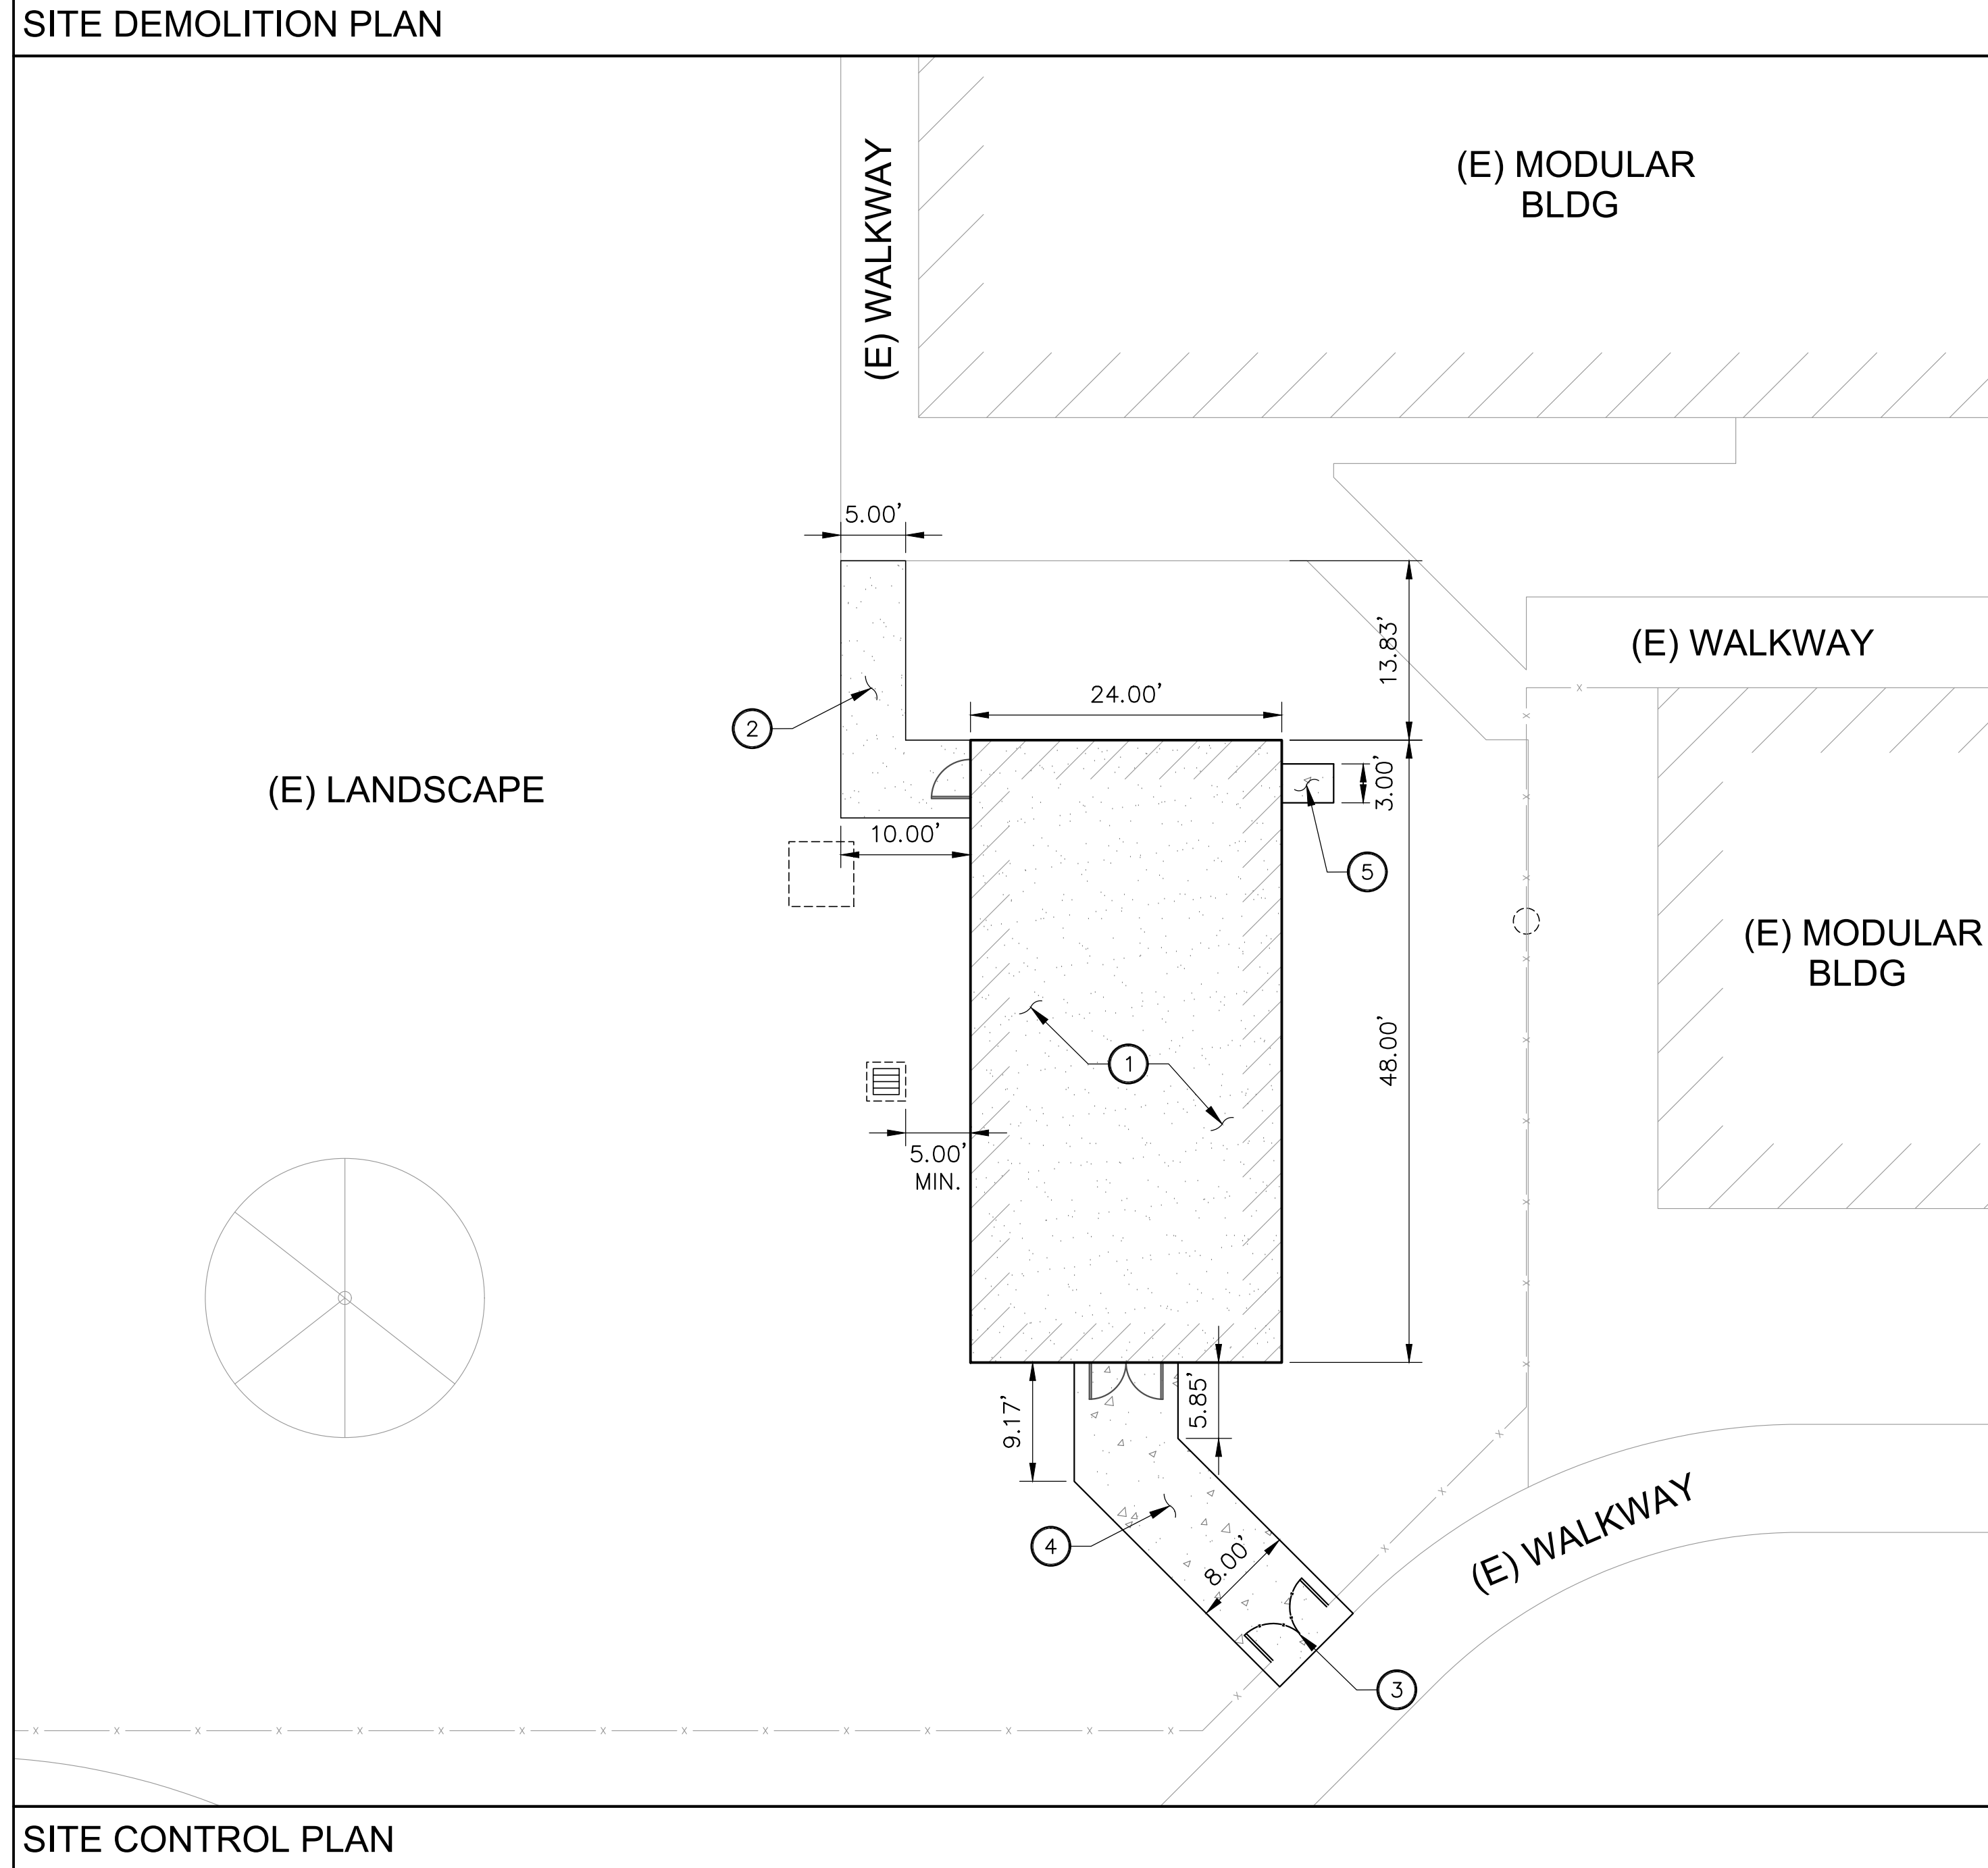 SITE DEMOLITION PLAN
(E) WALKWAY
(E) MODULAR
BLDG
5.00'
13.83'
(E) WALKWAY
24.00'
2
(E) LANDSCAPE
3.00'
10.00'
5
(E) MODULAR
BLDG
1
48.00'
5.00'
MIN.
9.17'
5.85'
4
8.00'
(E) WALKWAY
3
SITE CONTROL PLAN